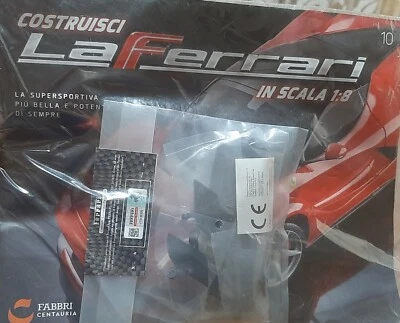 COSTRUISCI
LaFerrari
10
IN SCALA 1:8
LA SUPERSPORTIVA
PIÙ BELLA E POTEN
DI SEMPRE
CE
FABBRI
CENTAURIA